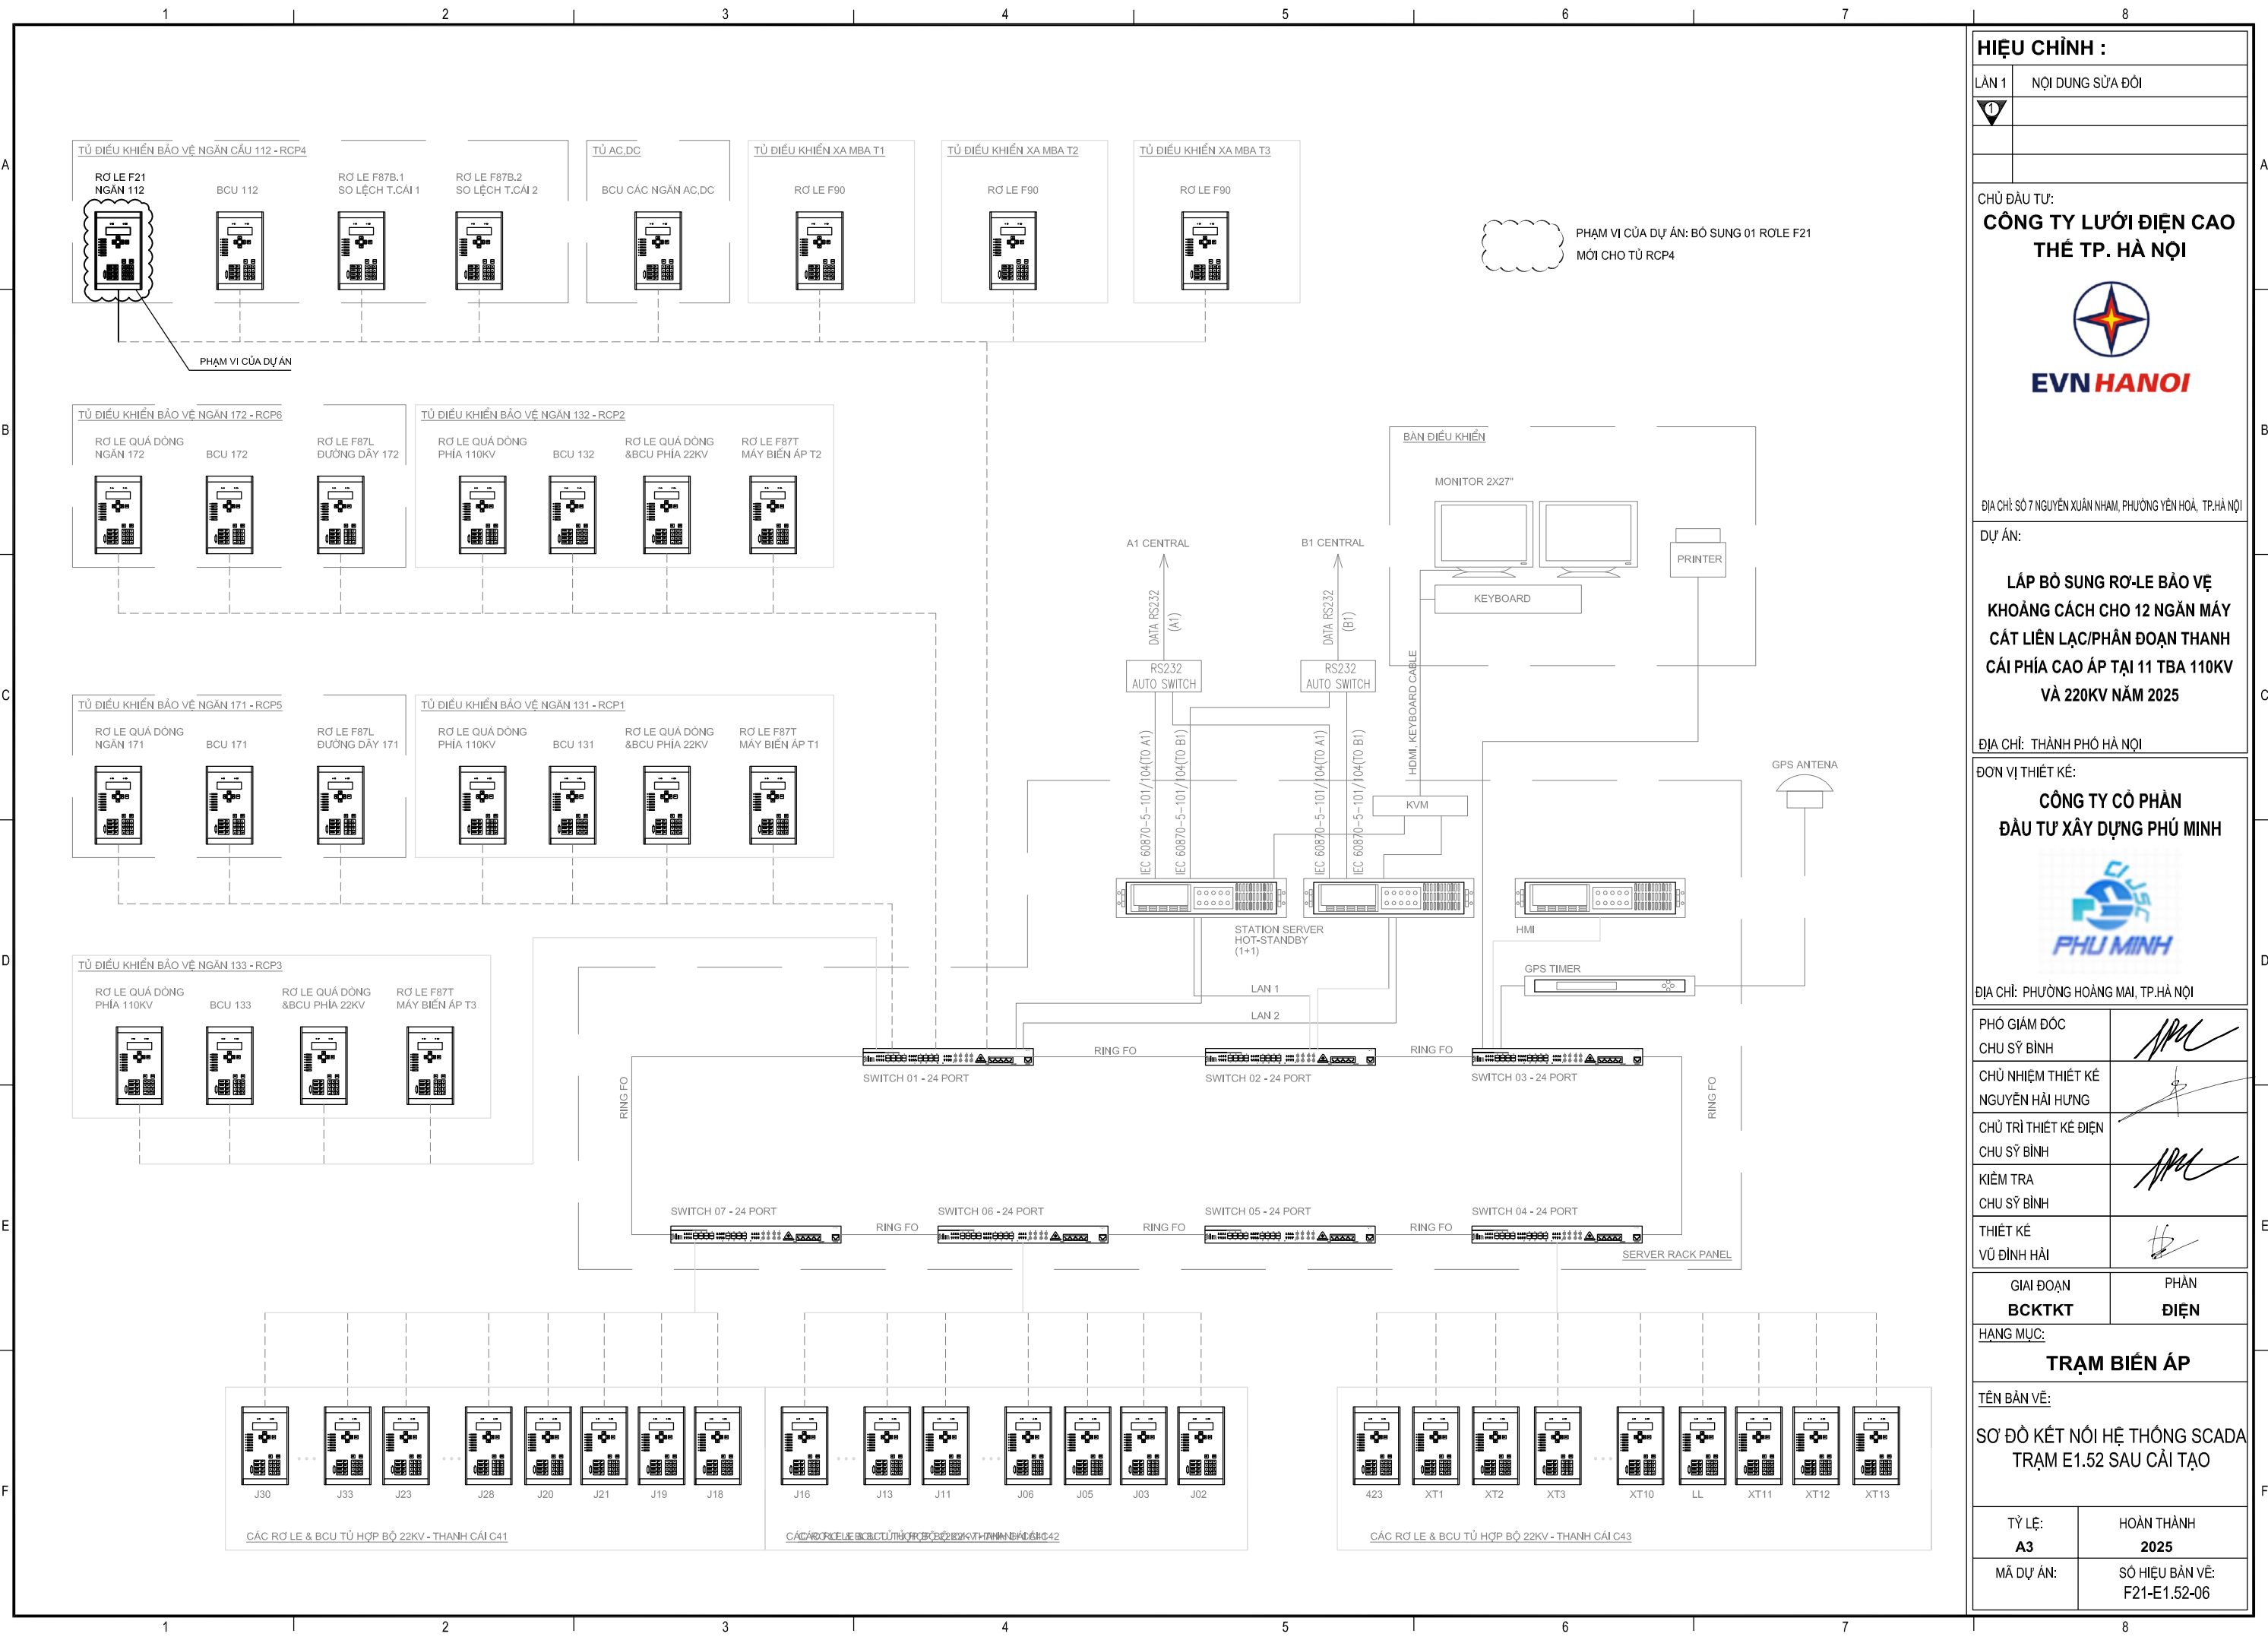 1 2 3 4 5 6 7 8
A
B
C
D
E
F
TỦ ĐIỀU KHIỂN BẢO VỆ NGĂN CẦU 112 - RCP4
RƠ LE F21
NGĂN 112
BCU 112
RƠ LE F87B.1
SO LỆCH T.CÁI 1
RƠ LE F87B.2
SO LỆCH T.CÁI 2
TỦ AC,DC
BCU CÁC NGĂN AC,DC
TỦ ĐIỀU KHIỂN XA MBA T1
RƠ LE F90
TỦ ĐIỀU KHIỂN XA MBA T2
RƠ LE F90
TỦ ĐIỀU KHIỂN XA MBA T3
RƠ LE F90
PHẠM VI CỦA DỰ ÁN: BỔ SUNG 01 RƠLE F21
MỚI CHO TỦ RCP4
PHẠM VI CỦA DỰ ÁN
TỦ ĐIỀU KHIỂN BẢO VỆ NGĂN 172 - RCP6
RƠ LE QUÁ DÒNG
NGĂN 172
BCU 172
RƠ LE F87L
ĐƯỜNG DÂY 172
TỦ ĐIỀU KHIỂN BẢO VỆ NGĂN 132 - RCP2
RƠ LE QUÁ DÒNG
PHÍA 110KV
BCU 132
RƠ LE QUÁ DÒNG
&BCU PHÍA 22KV
RƠ LE F87T
MÁY BIẾN ÁP T2
BÀN ĐIỀU KHIỂN
MONITOR 2X27"
PRINTER
KEYBOARD
A1 CENTRAL
B1 CENTRAL
DATA RS232
(A1)
DATA RS232
(B1)
RS232
AUTO SWITCH
RS232
AUTO SWITCH
HDMI, KEYBOARD CABLE
TỦ ĐIỀU KHIỂN BẢO VỆ NGĂN 171 - RCP5
RƠ LE QUÁ DÒNG
NGĂN 171
BCU 171
RƠ LE F87L
ĐƯỜNG DÂY 171
TỦ ĐIỀU KHIỂN BẢO VỆ NGĂN 131 - RCP1
RƠ LE QUÁ DÒNG
PHÍA 110KV
BCU 131
RƠ LE QUÁ DÒNG
&BCU PHÍA 22KV
RƠ LE F87T
MÁY BIẾN ÁP T1
IEC 60870-5-101/104(TO A1)
IEC 60870-5-101/104(TO B1)
IEC 60870-5-101/104(TO A1)
IEC 60870-5-101/104(TO B1)
KVM
GPS ANTENA
STATION SERVER
HOT-STANDBY
(1+1)
HMI
GPS TIMER
LAN 1
LAN 2
TỦ ĐIỀU KHIỂN BẢO VỆ NGĂN 133 - RCP3
RƠ LE QUÁ DÒNG
PHÍA 110KV
BCU 133
RƠ LE QUÁ DÒNG
&BCU PHÍA 22KV
RƠ LE F87T
MÁY BIẾN ÁP T3
RING FO
RING FO
SWITCH 01 - 24 PORT
SWITCH 02 - 24 PORT
SWITCH 03 - 24 PORT
RING FO
RING FO
SWITCH 07 - 24 PORT
SWITCH 06 - 24 PORT
SWITCH 05 - 24 PORT
SWITCH 04 - 24 PORT
RING FO
RING FO
RING FO
SERVER RACK PANEL
J30 ... J33 J23 ... J28 J20 J21 J19 J18
CÁC RƠ LE & BCU TỦ HỢP BỘ 22KV - THANH CÁI C41
J16 ... J13 J11 ... J06 J05 J03 J02
423 XT1 XT2 XT3 ... XT10 LL XT11 XT12 XT13
CÁC RƠ LE & BCU TỦ HỢP BỘ 22KV - THANH CÁI C43
HIỆU CHỈNH :
LẦN 1 NỘI DUNG SỬA ĐỔI
1
CHỦ ĐẦU TƯ:
CÔNG TY LƯỚI ĐIỆN CAO
THẾ TP. HÀ NỘI
EVNHANOI
ĐỊA CHỈ: SỐ 7 NGUYỄN XUÂN NHAM, PHƯỜNG YÊN HOÀ, TP.HÀ NỘI
DỰ ÁN:
LẮP BỔ SUNG RƠ-LE BẢO VỆ
KHOẢNG CÁCH CHO 12 NGĂN MÁY
CẮT LIÊN LẠC/PHÂN ĐOẠN THANH
CÁI PHÍA CAO ÁP TẠI 11 TBA 110KV
VÀ 220KV NĂM 2025
ĐỊA CHỈ: THÀNH PHỐ HÀ NỘI
ĐƠN VỊ THIẾT KẾ:
CÔNG TY CỔ PHẦN
ĐẦU TƯ XÂY DỰNG PHÚ MINH
CIJSC
PHU MINH
ĐỊA CHỈ: PHƯỜNG HOÀNG MAI, TP.HÀ NỘI
PHÓ GIÁM ĐỐC
CHU SỸ BÌNH
CHỦ NHIỆM THIẾT KẾ
NGUYỄN HẢI HƯNG
CHỦ TRÌ THIẾT KẾ ĐIỆN
CHU SỸ BÌNH
KIỂM TRA
CHU SỸ BÌNH
THIẾT KẾ
VŨ ĐÌNH HẢI
GIAI ĐOẠN PHẦN
BCKTKT ĐIỆN
HẠNG MỤC:
TRẠM BIẾN ÁP
TÊN BẢN VẼ:
SƠ ĐỒ KẾT NỐI HỆ THỐNG SCADA
TRẠM E1.52 SAU CẢI TẠO
TỶ LỆ: HOÀN THÀNH
A3 2025
MÃ DỰ ÁN: SỐ HIỆU BẢN VẼ:
F21-E1.52-06
A
B
C
D
E
F
1 2 3 4 5 6 7 8